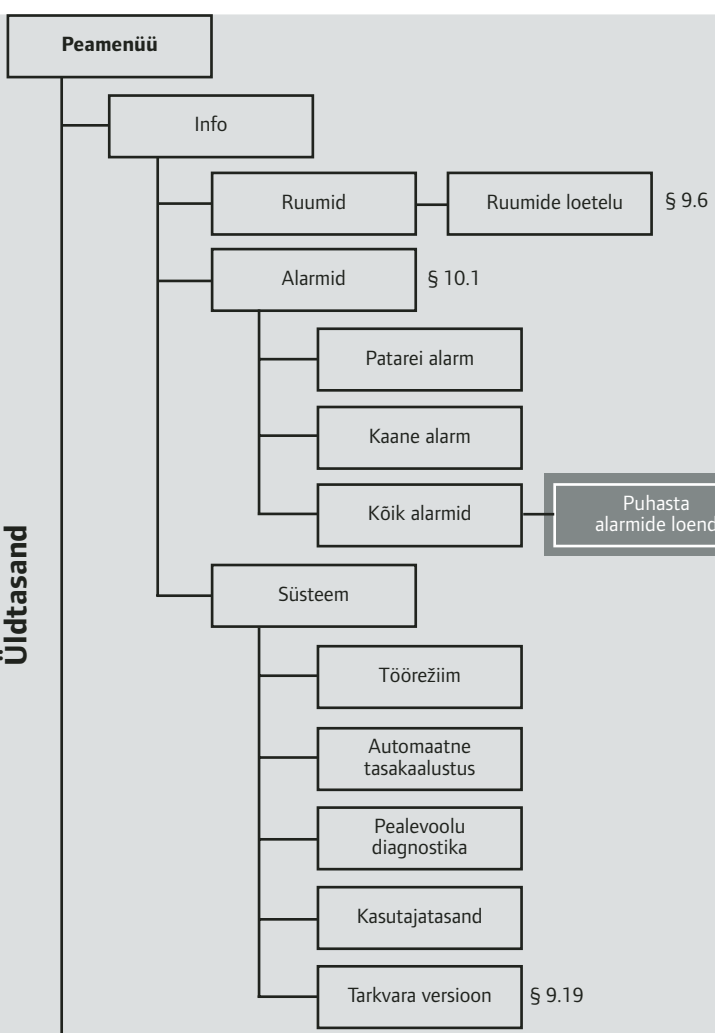 Peamenüü
Info
Ruumid
Ruumide loetelu
§ 9.6
Alarmid
§ 10.1
Patarei alarm
Kaane alarm
Kõik alarmid
Puhasta
alarmide loend
Üldtasand
Süsteem
Töörežiim
Automaatne
tasakaalustus
Pealevoolu
diagnostika
Kasutajatasand
Tarkvara versioon
§ 9.19